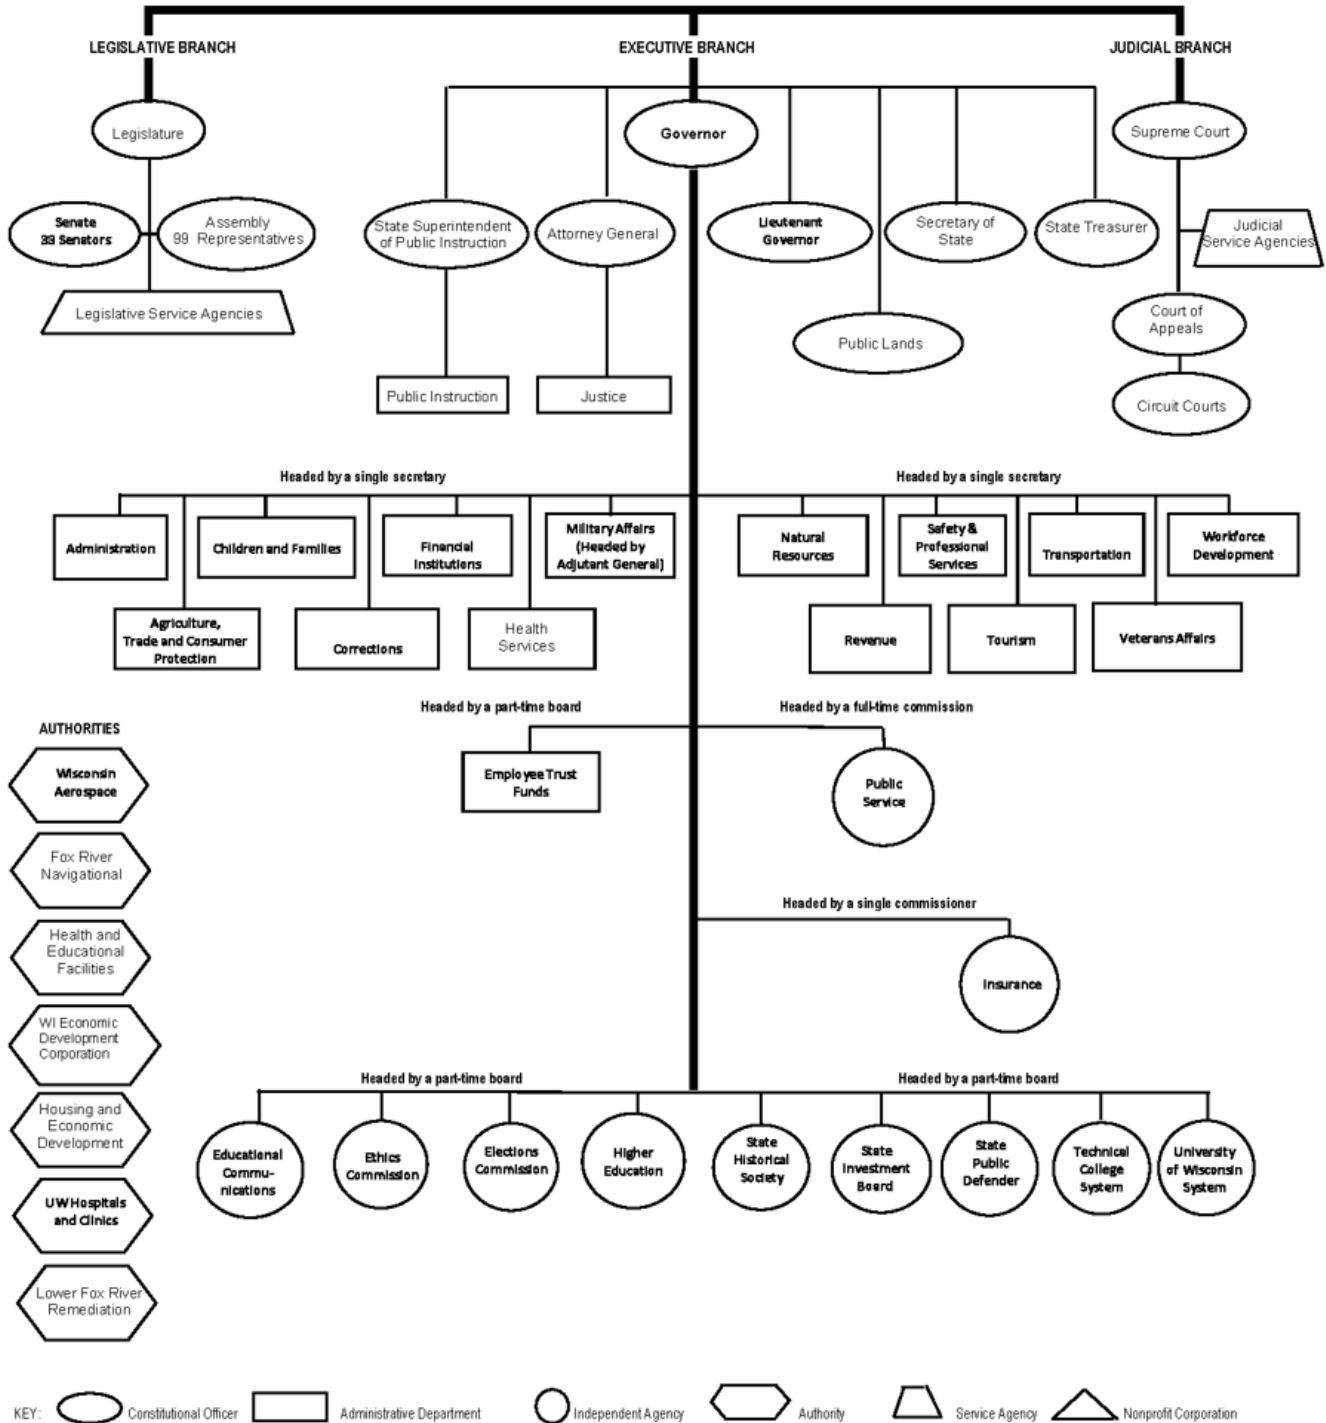 LEGISLATIVE BRANCH
EXECUTIVE BRANCH
JUDICIAL BRANCH
Legislature
Governor
Supreme Court
Senate
33 Senators
Assembly
99 Representatives
State Superintendent
of Public Instruction
Attorney General
Lieutenant
Governor
Secretary of
State
State Treasurer
Judicial
Service Agencies
Legislative Service Agencies
Public Lands
Court of
Appeals
Public Instruction
Justice
Circuit Courts
Headed by a single secretary
Headed by a single secretary
Administration
Children and Families
Financial
Institutions
Military Affairs
(Headed by
Adjutant General)
Natural
Resources
Safety &
Professional
Services
Transportation
Workforce
Development
Agriculture,
Trade and Consumer
Protection
Corrections
Health
Services
Revenue
Tourism
Veterans Affairs
Headed by a part-time board
Headed by a full-time commission
Employee Trust
Funds
Public
Service
AUTHORITIES
Wisconsin
Aerospace
Fox River
Navigational
Health and
Educational
Facilities
WI Economic
Development
Corporation
Housing and
Economic
Development
UW Hospitals
and Clinics
Lower Fox River
Remediation
Headed by a single commissioner
Insurance
Headed by a part-time board
Headed by a part-time board
Educational
Commu-
nications
Ethics
Commission
Elections
Commission
Higher
Education
State
Historical
Society
State
Investment
Board
State
Public
Defender
Technical
College
System
University
of Wisconsin
System
KEY:
Constitutional Officer
Administrative Department
Independent Agency
Authority
Service Agency
Nonprofit Corporation